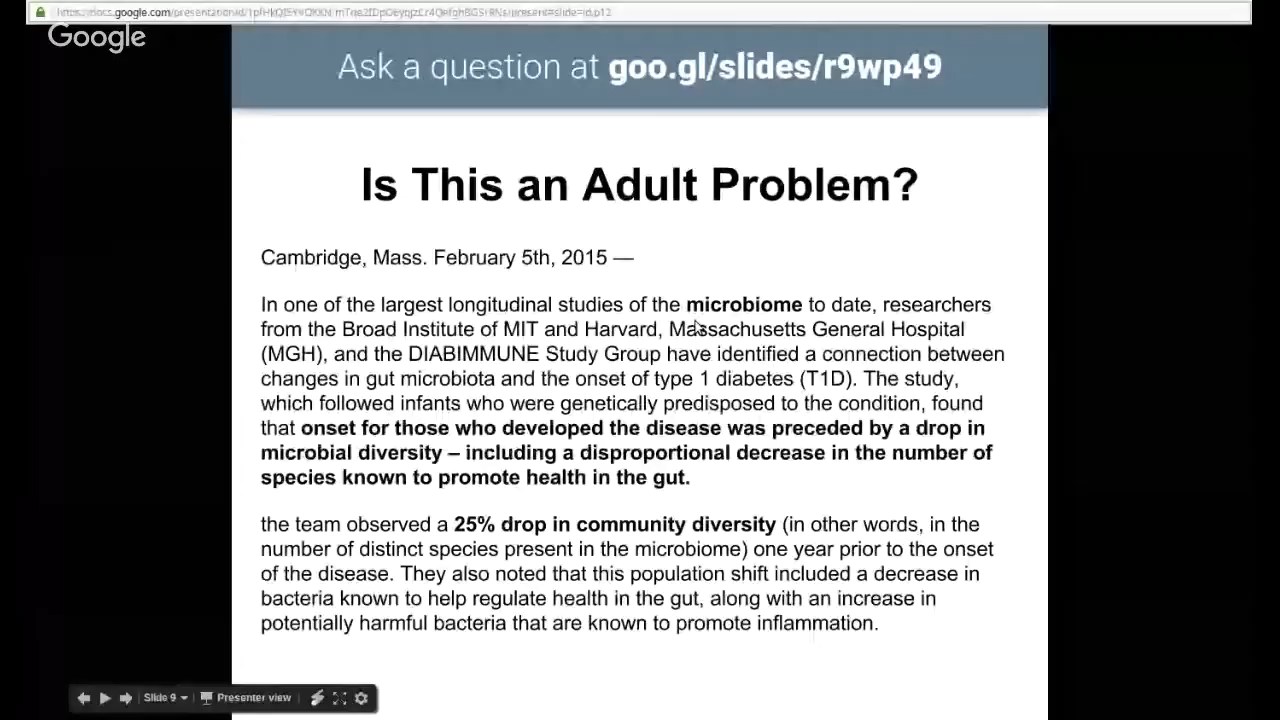 Google
Ask a question at goo.gl/slides/r9wp49
Is This an Adult Problem?
Cambridge, Mass. February 5th, 2015 —
In one of the largest longitudinal studies of the microbiome to date, researchers
from the Broad Institute of MIT and Harvard, Massachusetts General Hospital
(MGH), and the DIABIMMUNE Study Group have identified a connection between
changes in gut microbiota and the onset of type 1 diabetes (T1D). The study,
which followed infants who were genetically predisposed to the condition, found
that onset for those who developed the disease was preceded by a drop in
microbial diversity – including a disproportional decrease in the number of
species known to promote health in the gut.
the team observed a 25% drop in community diversity (in other words, in the
number of distinct species present in the microbiome) one year prior to the onset
of the disease. They also noted that this population shift included a decrease in
bacteria known to help regulate health in the gut, along with an increase in
potentially harmful bacteria that are known to promote inflammation.
Slide 9
Presenter view